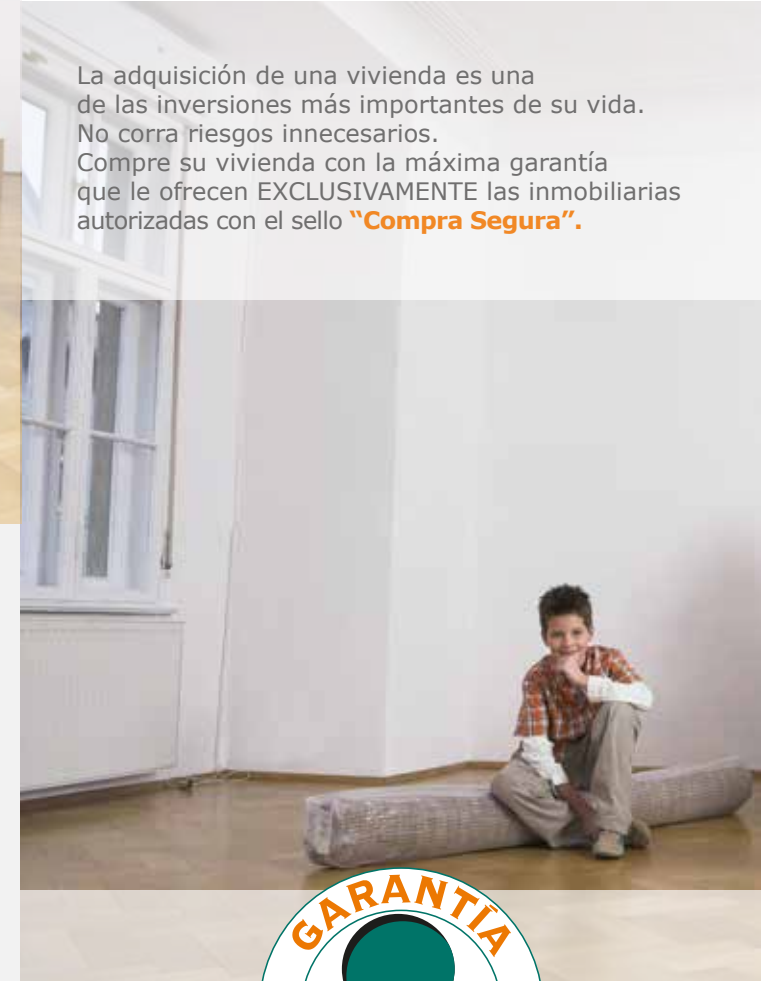 La adquisición de una vivienda es una
de las inversiones más importantes de su vida.
No corra riesgos innecesarios.
Compre su vivienda con la máxima garantía
que le ofrecen EXCLUSIVAMENTE las inmobiliarias
autorizadas con el sello “Compra Segura”.
GARANTÍA